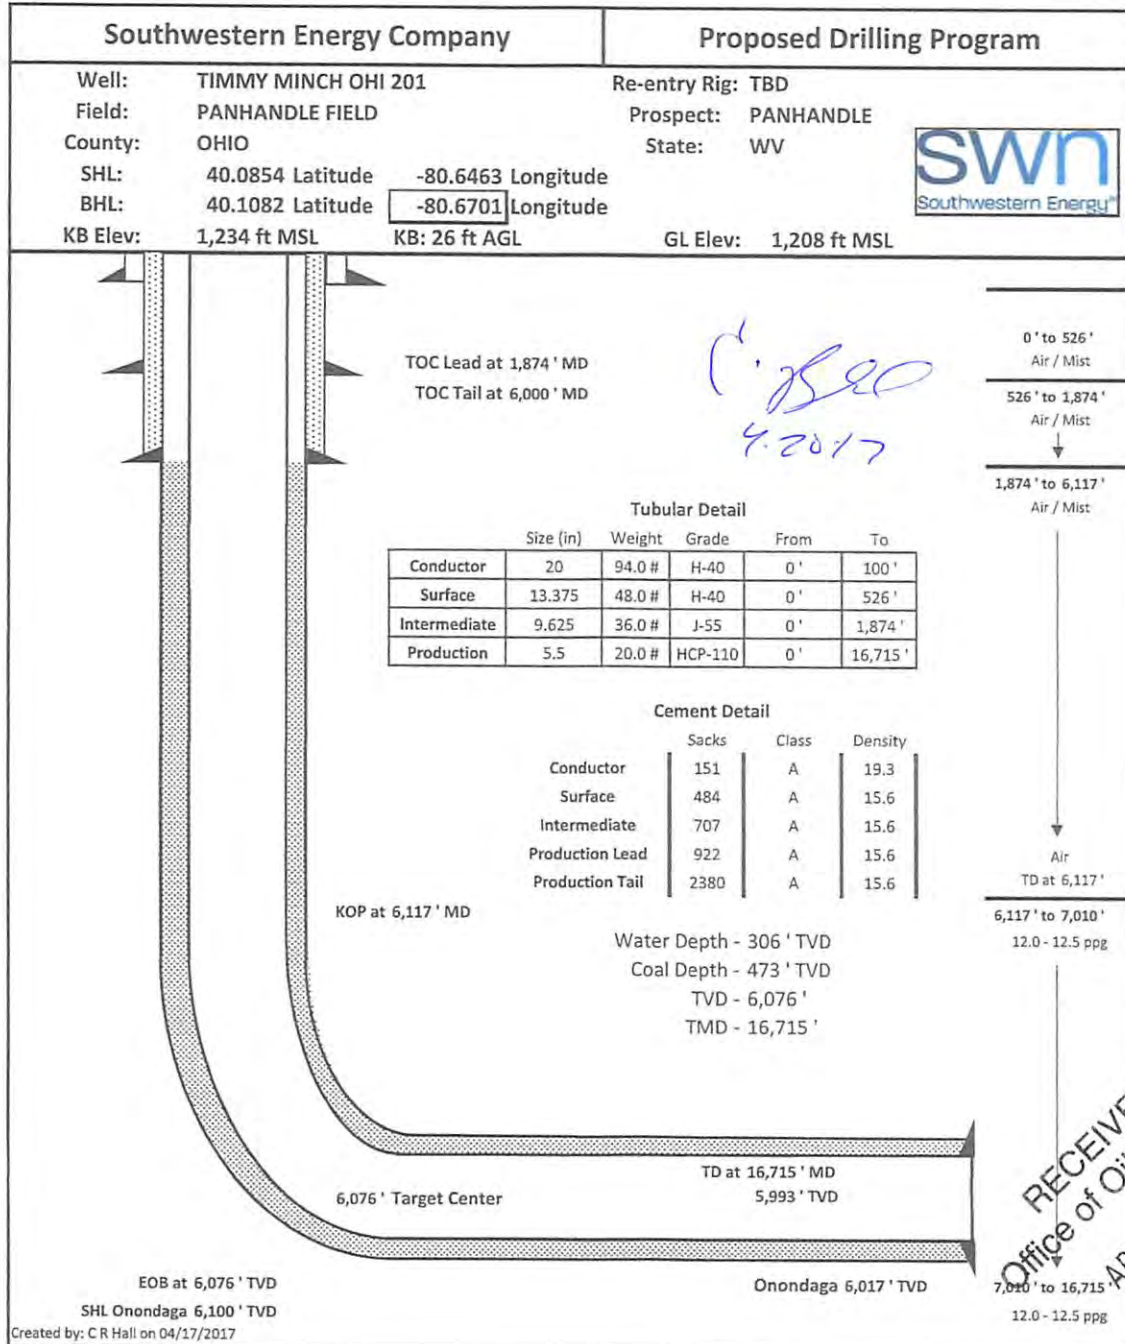 Southwestern Energy Company Proposed Drilling Program
Well: TIMMY MINCH OHI 201 Re-entry Rig: TBD
Field: PANHANDLE FIELD Prospect: PANHANDLE
County: OHIO State: WV
SHL: 40.0854 Latitude -80.6463 Longitude
BHL: 40.1082 Latitude -80.6701 Longitude
KB Elev: 1,234 ft MSL KB: 26 ft AGL GL Elev: 1,208 ft MSL
SWN
Southwestern Energy
0 ' to 526 '
Air / Mist
TOC Lead at 1,874 ' MD
TOC Tail at 6,000 ' MD
526 ' to 1,874 '
Air / Mist
4.20.17
1,874 ' to 6,117 '
Air / Mist
Tubular Detail
Size (in) Weight Grade From To
Conductor 20 94.0 # H-40 0 ' 100 '
Surface 13.375 48.0 # H-40 0 ' 526 '
Intermediate 9.625 36.0 # J-55 0 ' 1,874 '
Production 5.5 20.0 # HCP-110 0 ' 16,715 '
Cement Detail
Sacks Class Density
Conductor 151 A 19.3
Surface 484 A 15.6
Intermediate 707 A 15.6
Production Lead 922 A 15.6
Production Tail 2380 A 15.6
Air
TD at 6,117 '
KOP at 6,117 ' MD
6,117 ' to 7,010 '
12.0 - 12.5 ppg
Water Depth - 306 ' TVD
Coal Depth - 473 ' TVD
TVD - 6,076 '
TMD - 16,715 '
TD at 16,715 ' MD
5,993 ' TVD
6,076 ' Target Center
RECEIVE
Office of Oil
AP
EOB at 6,076 ' TVD
Onondaga 6,017 ' TVD
7,010 ' to 16,715 '
SHL Onondaga 6,100 ' TVD
12.0 - 12.5 ppg
Created by: C R Hall on 04/17/2017